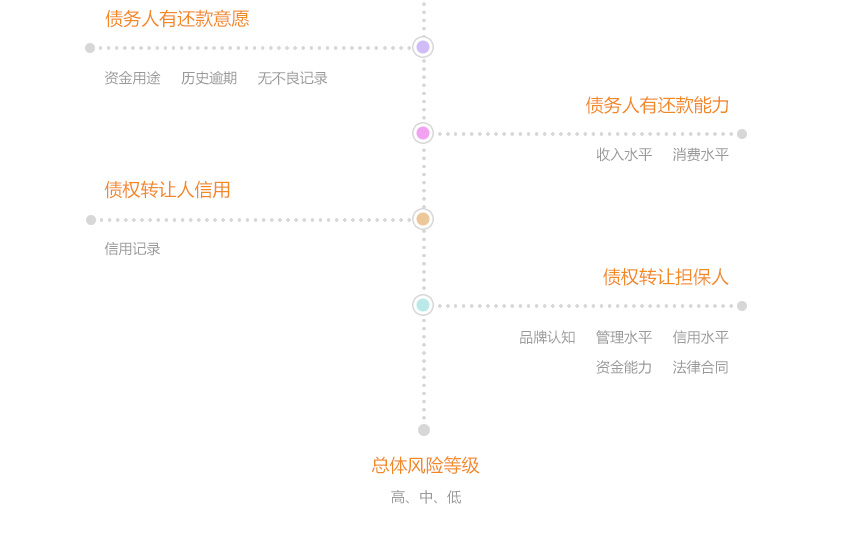 债务人有还款意愿
资金用途 历史逾期 无不良记录
债务人有还款能力
收入水平 消费水平
债权转让人信用
信用记录
债权转让担保人
品牌认知 管理水平 信用水平
资金能力 法律合同
总体风险等级
高、中、低